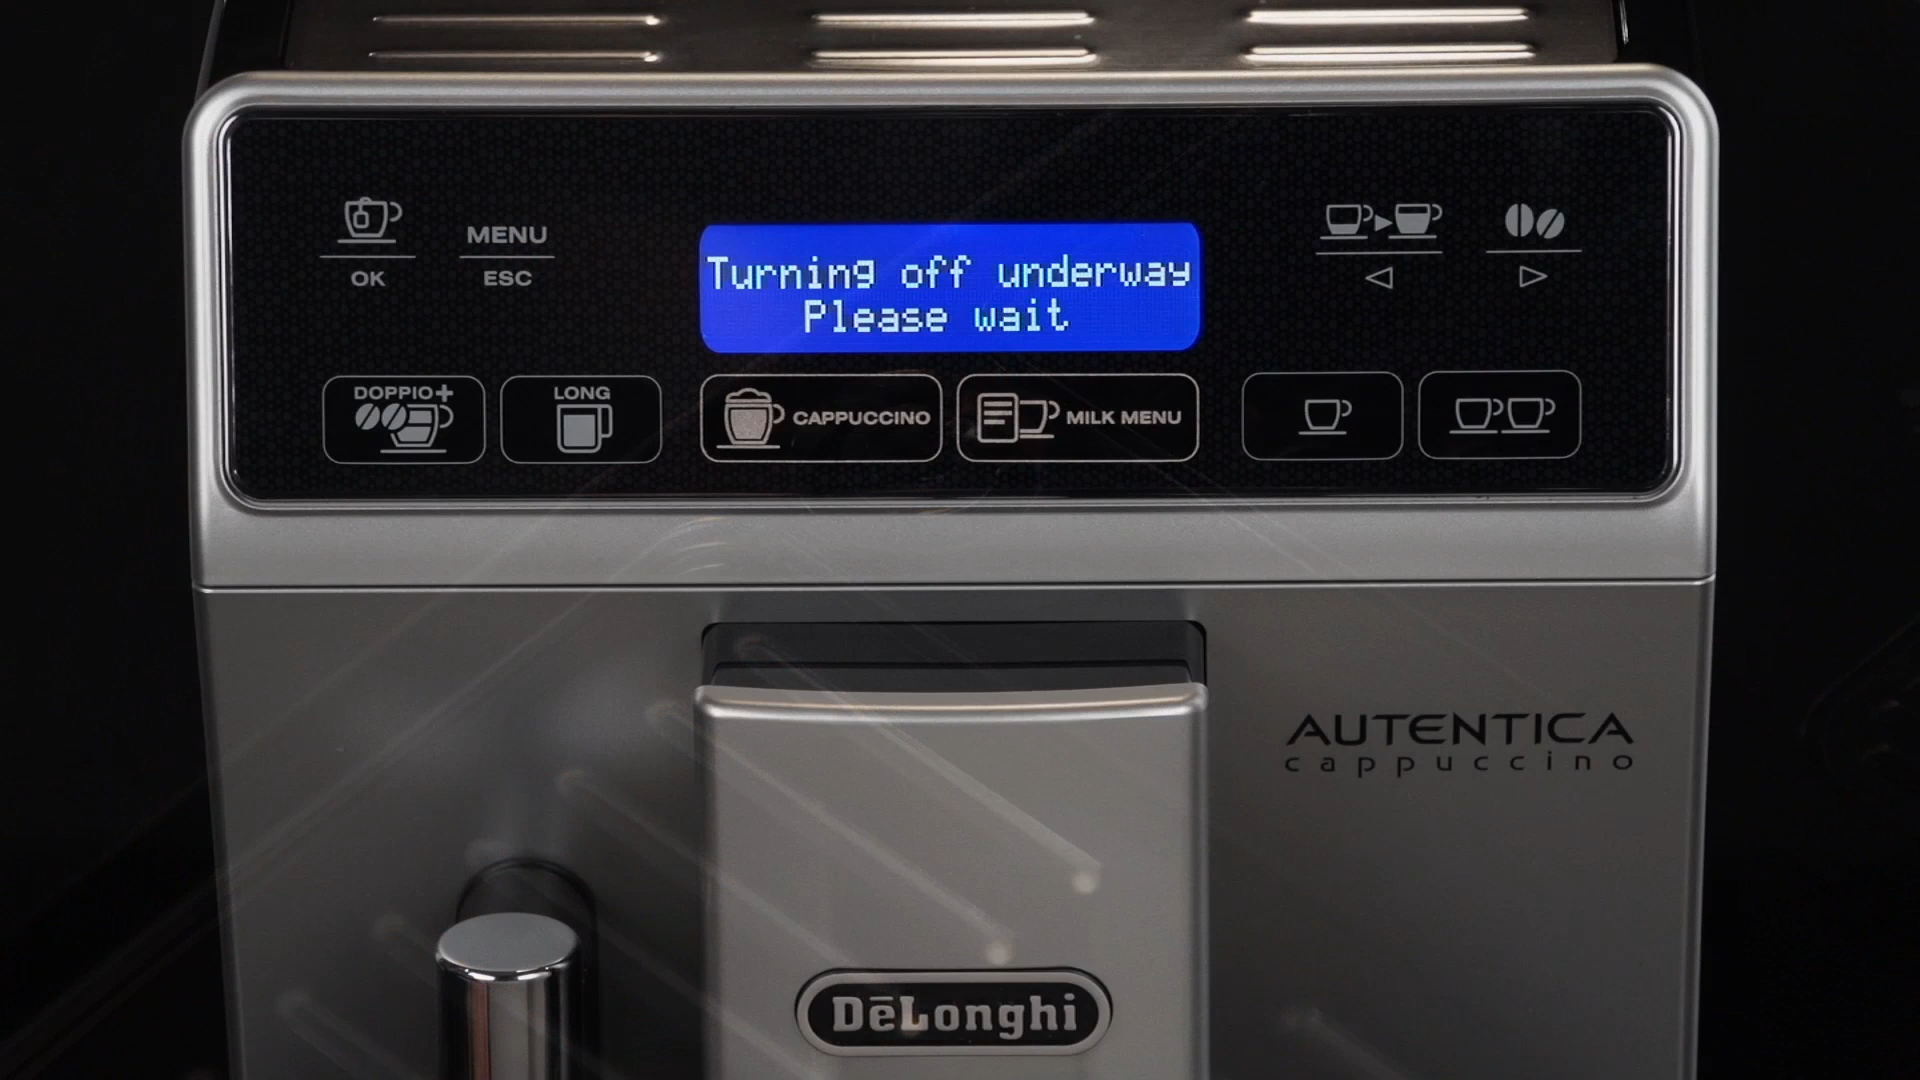 MENU
OK
ESC
Turning off underway
Please wait
DOPPIO+
LONG
CAPPUCCINO
MILK MENU
AUTENTICA
cappuccino
DēLonghi